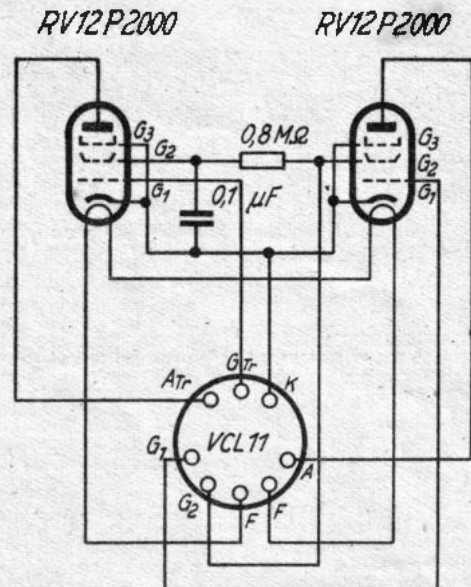 RV12P2000 RV12P2000
G3 0,8 MΩ G3
G2 G2
G1 0,1 µF G1
GTr
ATr K
G1 VCL11 A
G2 F F